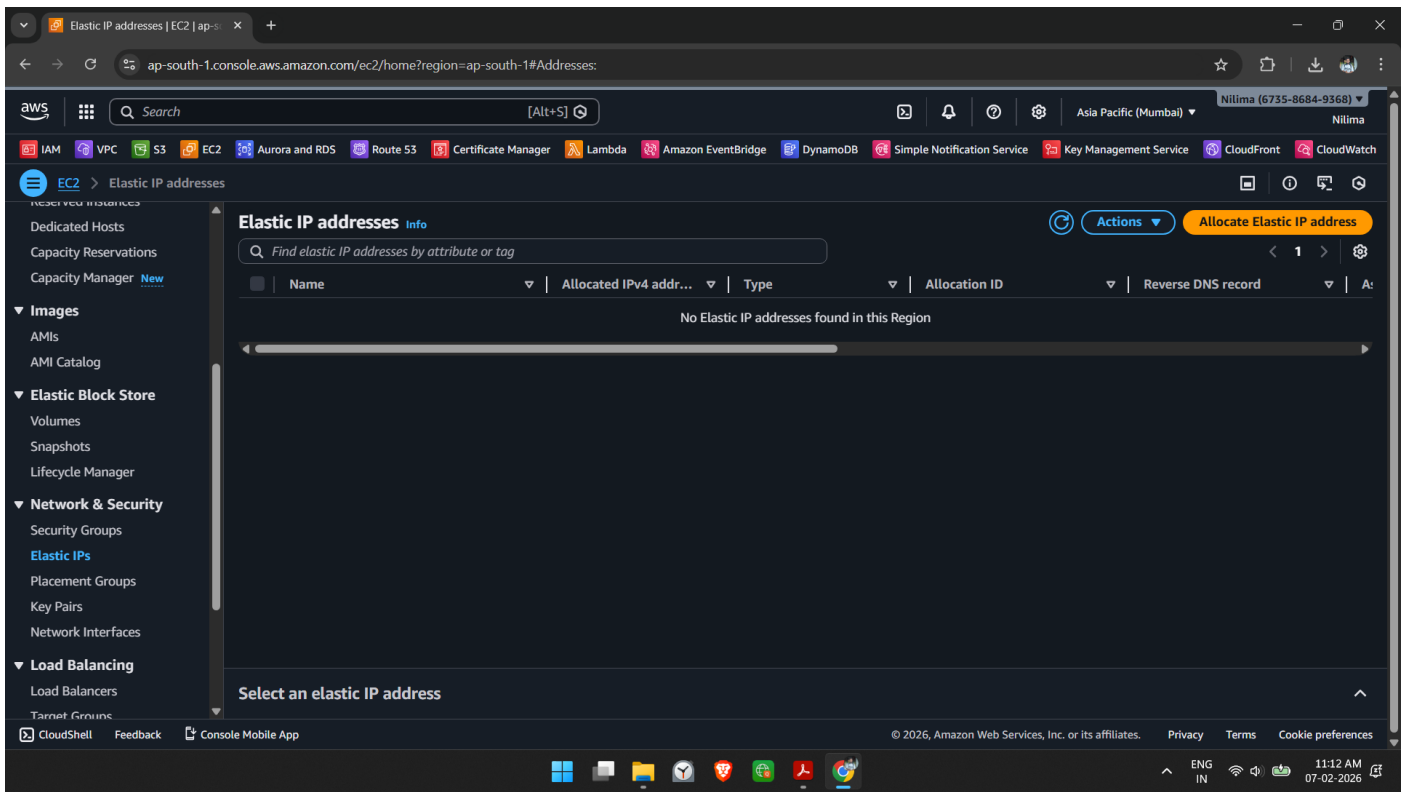 Elastic IP addresses | EC2 | ap-so
ap-south-1.console.aws.amazon.com/ec2/home?region=ap-south-1#Addresses:
aws
Search [Alt+S]
Asia Pacific (Mumbai)
Nilima (6735-8684-9368)
Nilima
IAM VPC S3 EC2 Aurora and RDS Route 53 Certificate Manager Lambda Amazon EventBridge DynamoDB Simple Notification Service Key Management Service CloudFront CloudWatch
EC2 > Elastic IP addresses
Reserved Instances
Dedicated Hosts
Capacity Reservations
Capacity Manager New
Images
AMIs
AMI Catalog
Elastic Block Store
Volumes
Snapshots
Lifecycle Manager
Network & Security
Security Groups
Elastic IPs
Placement Groups
Key Pairs
Network Interfaces
Load Balancing
Load Balancers
Target Groups
Elastic IP addresses Info
Actions
Allocate Elastic IP address
Find elastic IP addresses by attribute or tag
1
Name Allocated IPv4 addr... Type Allocation ID Reverse DNS record
No Elastic IP addresses found in this Region
Select an elastic IP address
CloudShell Feedback Console Mobile App
© 2026, Amazon Web Services, Inc. or its affiliates. Privacy Terms Cookie preferences
ENG
IN
11:12 AM
07-02-2026